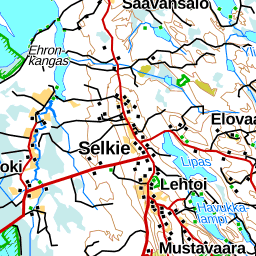 Saavansalo
Ehron-
kangas
Elovaa
Selkie
Lipas
oki
Lehtoi
Havukka-
lampi
Mustavaara